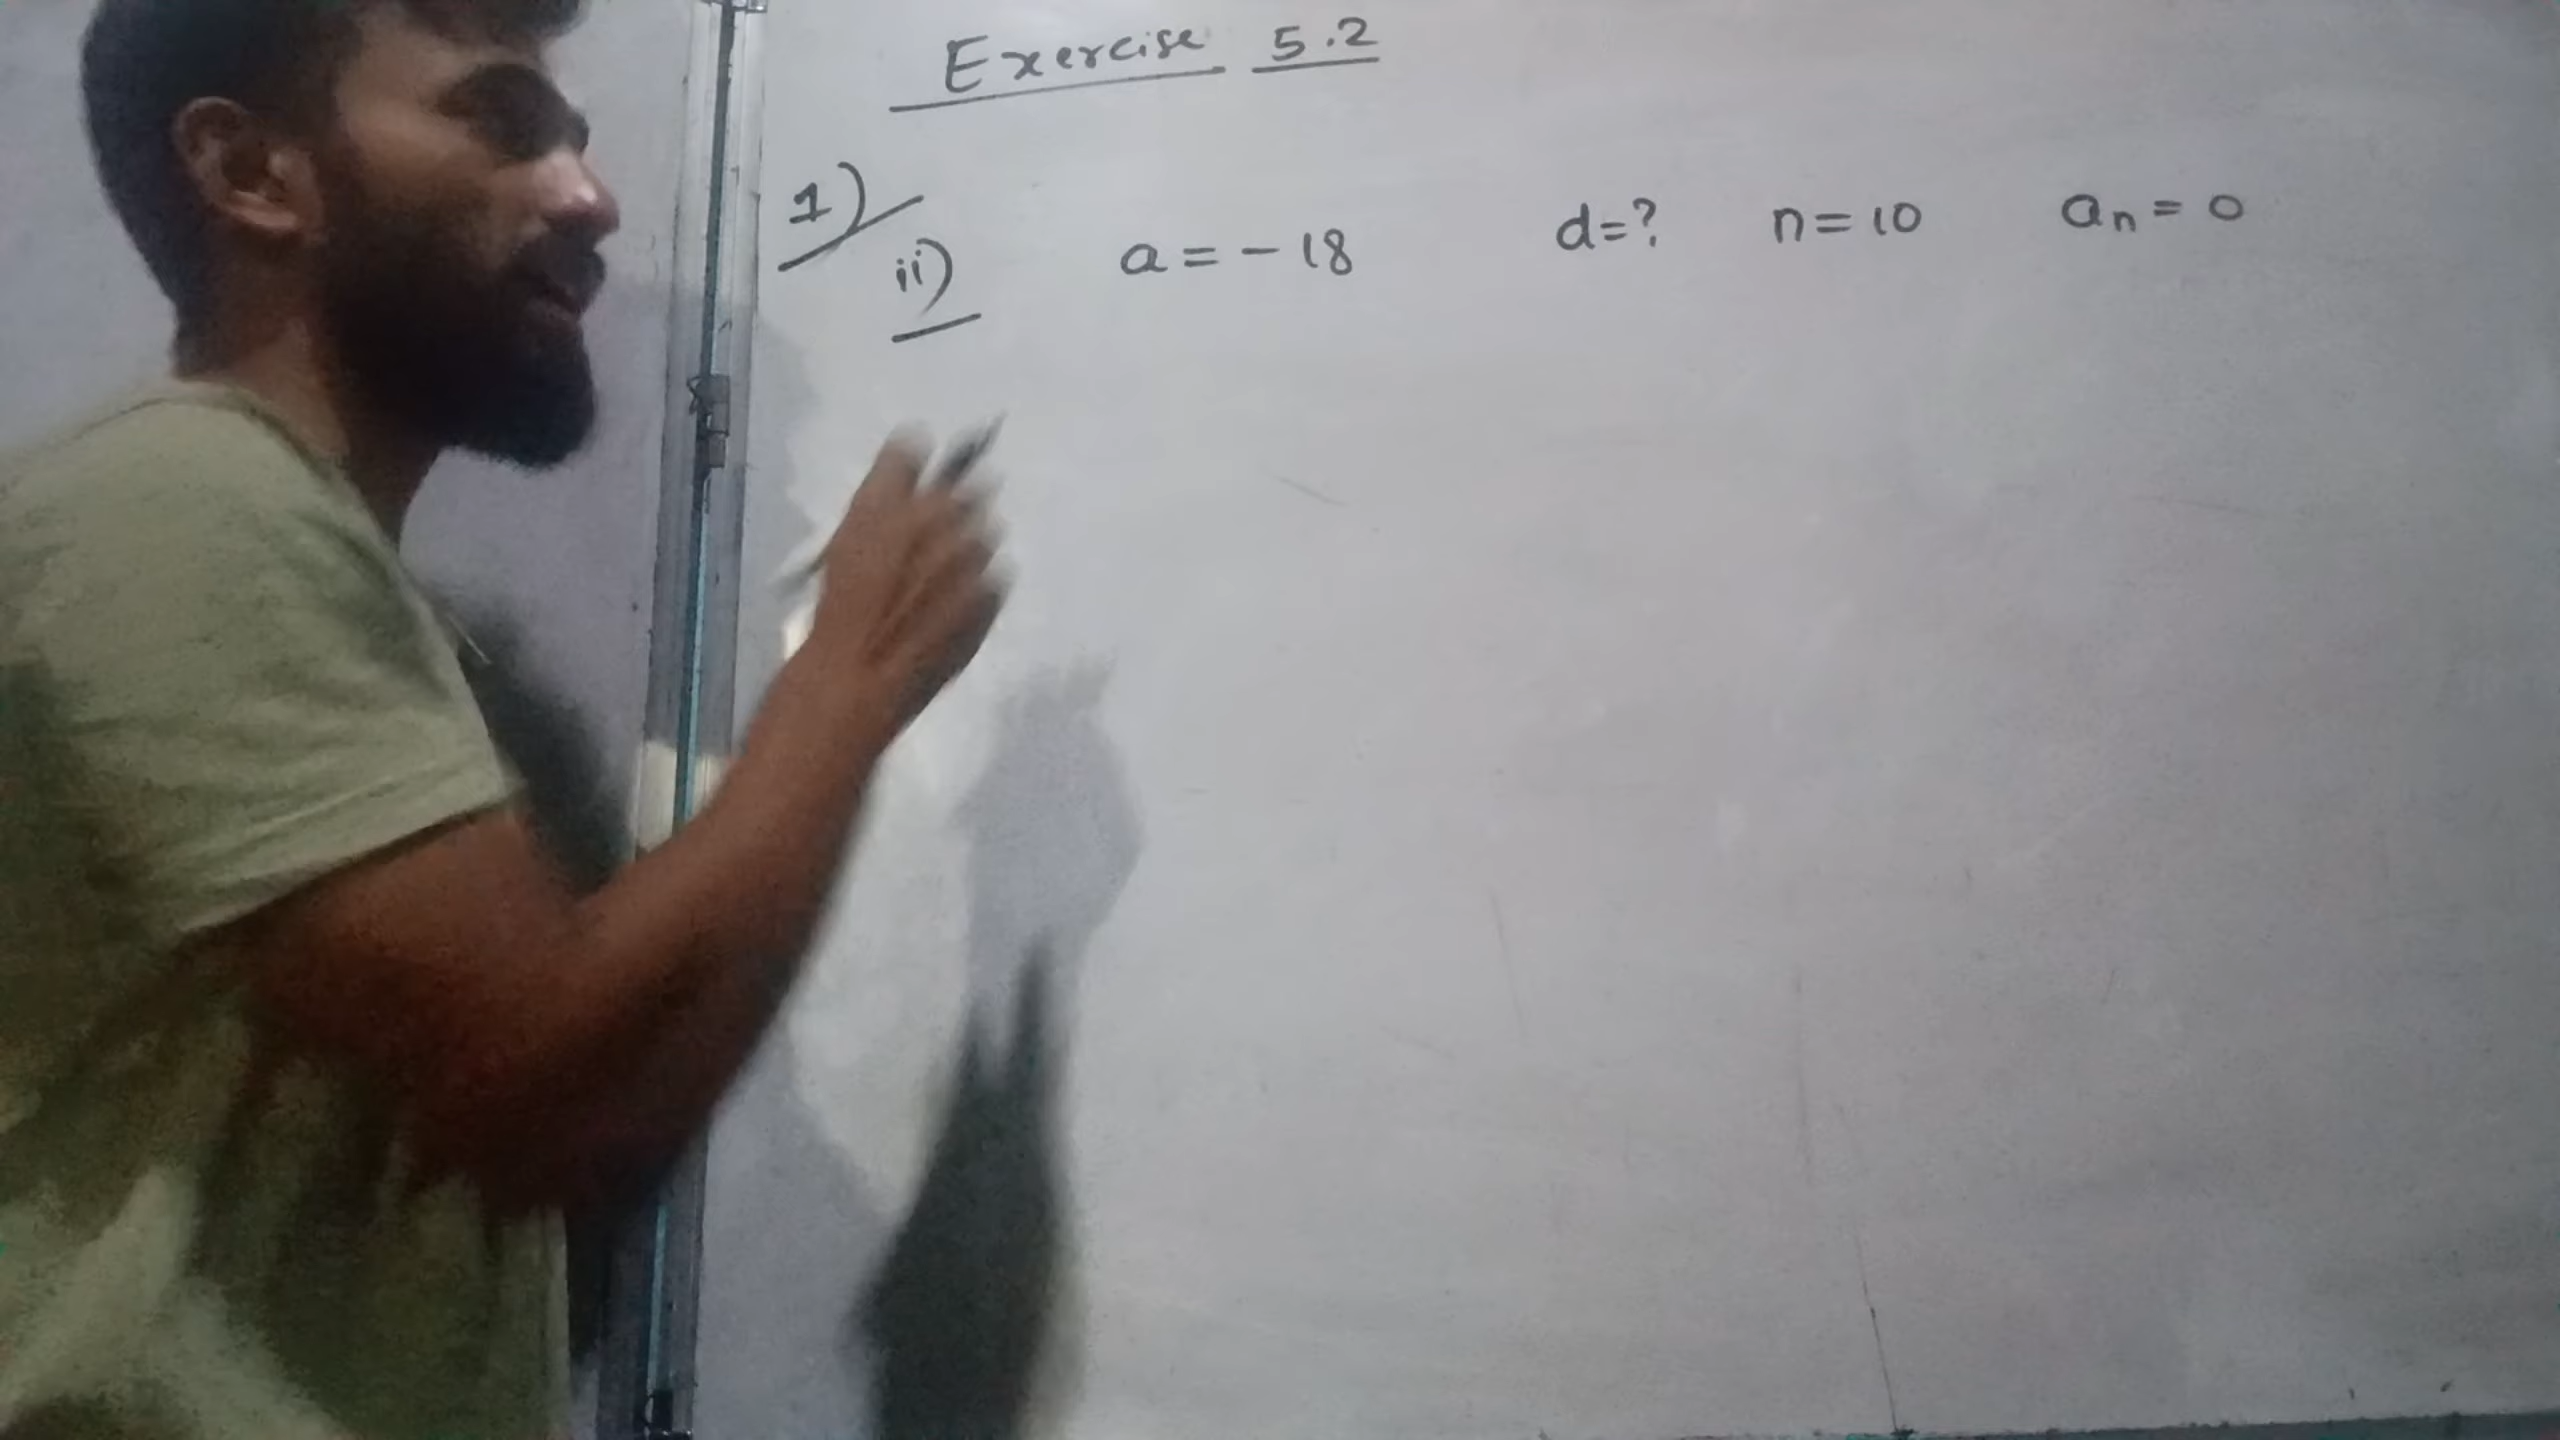 Exercise 5.2
1)
ii) a = - 18 d=? n=10 an = 0